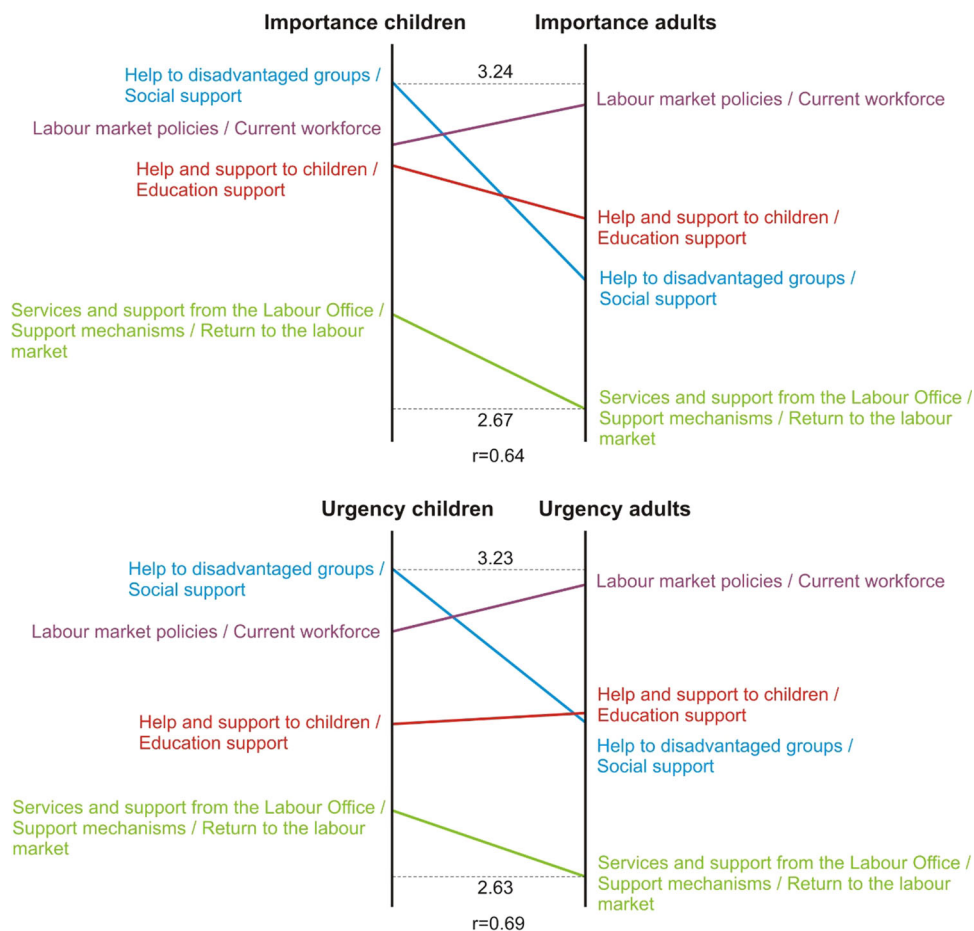 Importance children
Importance adults
Help to disadvantaged groups /
Social support
3.24
Labour market policies / Current workforce
Labour market policies / Current workforce
Help and support to children /
Education support
Help and support to children /
Education support
Help to disadvantaged groups /
Social support
Services and support from the Labour Office /
Support mechanisms / Return to the labour
market
2.67
Services and support from the Labour Office /
Support mechanisms / Return to the labour
market
r=0.64
Urgency children
Urgency adults
Help to disadvantaged groups /
Social support
3.23
Labour market policies / Current workforce
Labour market policies / Current workforce
Help and support to children /
Education support
Help and support to children /
Education support
Help to disadvantaged groups /
Social support
Services and support from the Labour Office /
Support mechanisms / Return to the labour
market
2.63
Services and support from the Labour Office /
Support mechanisms / Return to the labour
market
r=0.69